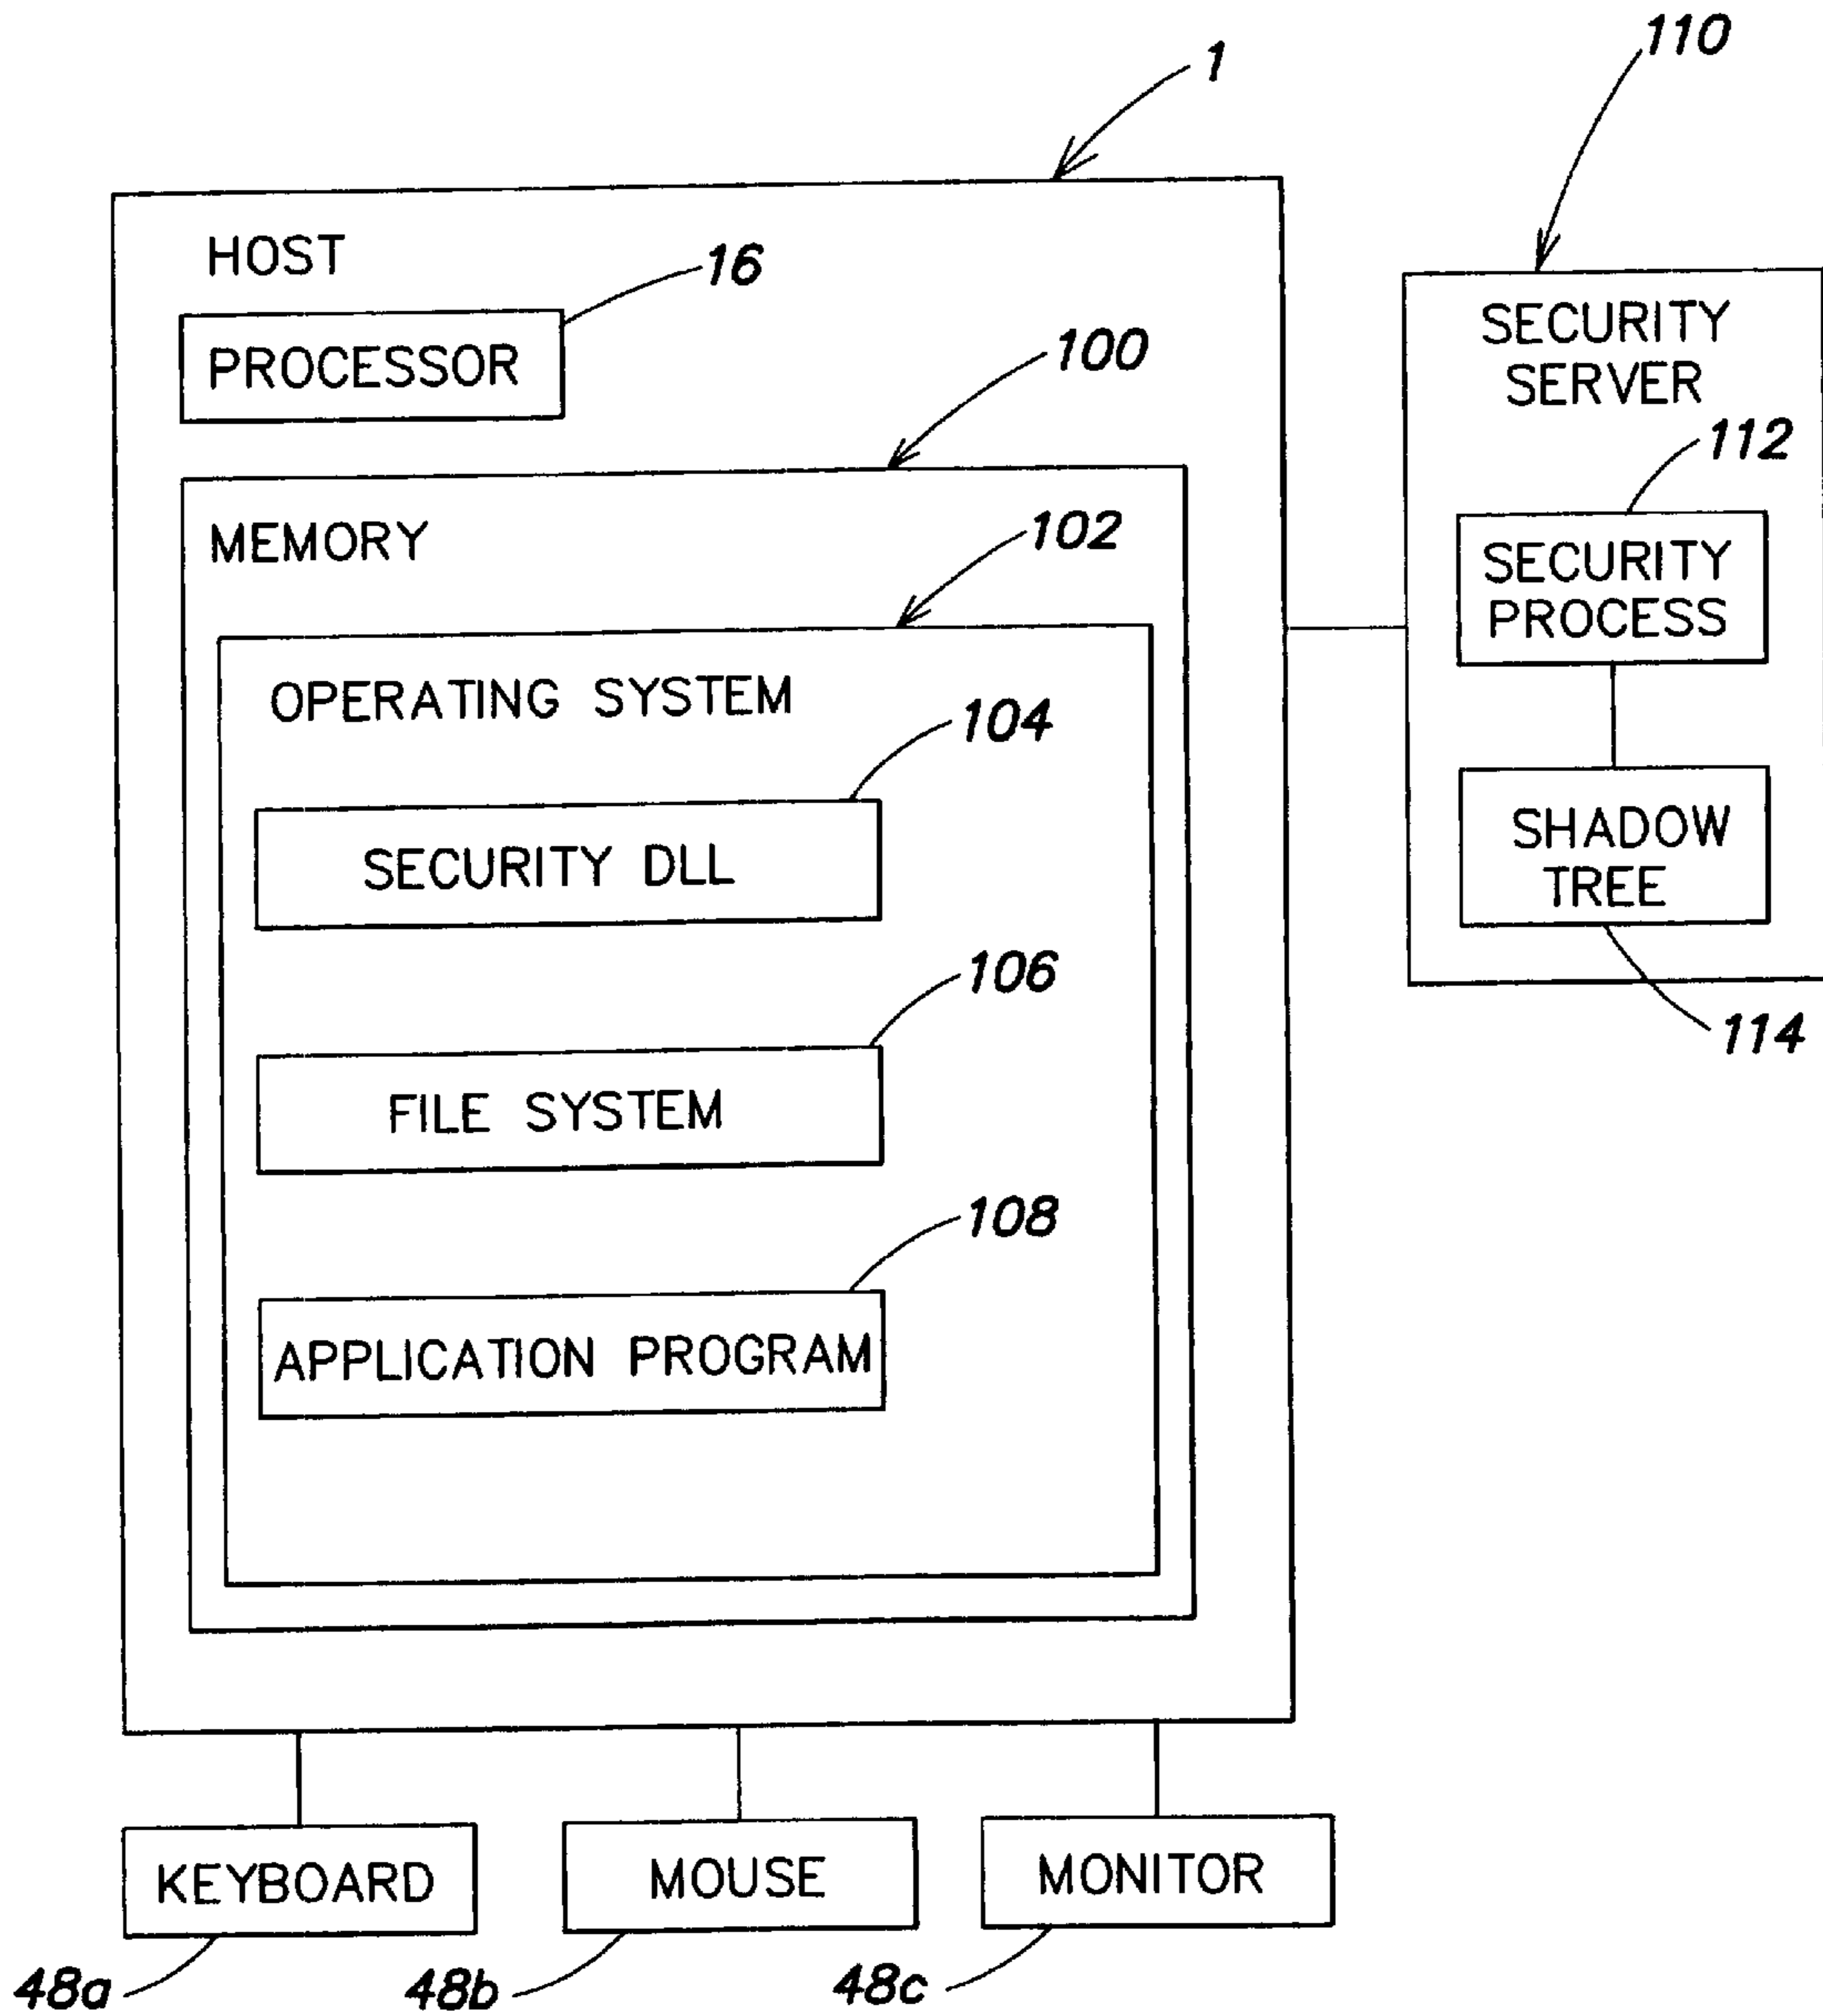 1
110
HOST
16
PROCESSOR
100
MEMORY
102
OPERATING SYSTEM
104
SECURITY DLL
106
FILE SYSTEM
108
APPLICATION PROGRAM
SECURITY
SERVER
112
SECURITY
PROCESS
SHADOW
TREE
114
KEYBOARD
MOUSE
MONITOR
48a
48b
48c